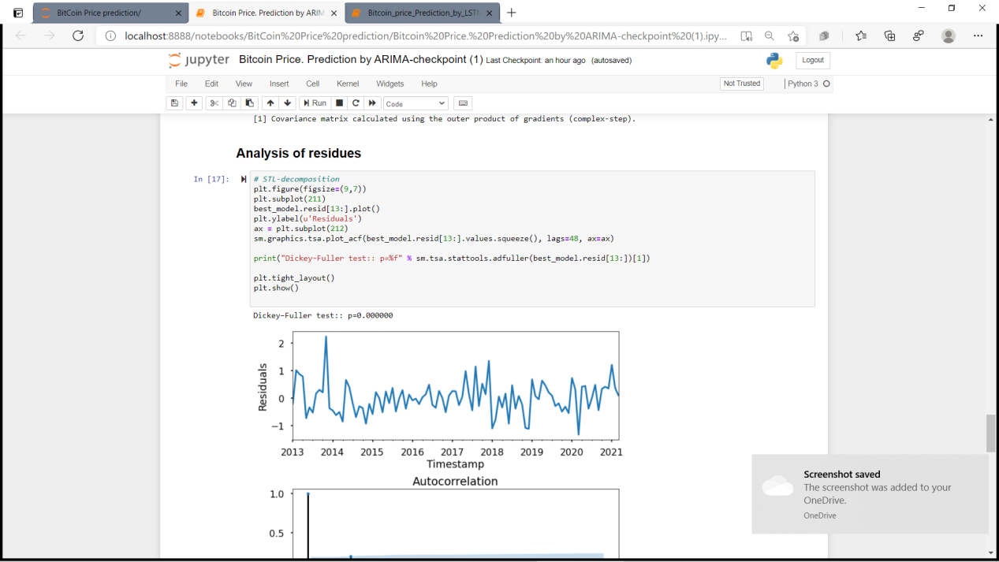 BitCoin Price prediction/
Bitcoin Price. Prediction by ARIM
Bitcoin_price_Prediction_by_LSTM
localhost:8888/notebooks/BitCoin%20Price%20prediction/Bitcoin%20Price.%20Prediction%20by%20ARIMA-checkpoint%20(1).ipy...
jupyter Bitcoin Price. Prediction by ARIMA-checkpoint (1) Last Checkpoint: an hour ago (autosaved)
Logout
File Edit View Insert Cell Kernel Widgets Help
Not Trusted
Python 3
Run
Code
[1] Covariance matrix calculated using the outer product of gradients (complex-step).
Analysis of residues
In [17]:
# STL-decomposition
plt.figure(figsize=(9,7))
plt.subplot(211)
best_model.resid[13:].plot()
plt.ylabel(u'Residuals')
ax = plt.subplot(212)
sm.graphics.tsa.plot_acf(best_model.resid[13:].values.squeeze(), lags=48, ax=ax)
print("Dickey-Fuller test:: p=%f" % sm.tsa.stattools.adfuller(best_model.resid[13:])[1])
plt.tight_layout()
plt.show()
Dickey-Fuller test:: p=0.000000
2
1
0
−1
Residuals
2013 2014 2015 2016 2017 2018 2019 2020 2021
Timestamp
Autocorrelation
1.0
0.5
Screenshot saved
The screenshot was added to your
OneDrive.
OneDrive